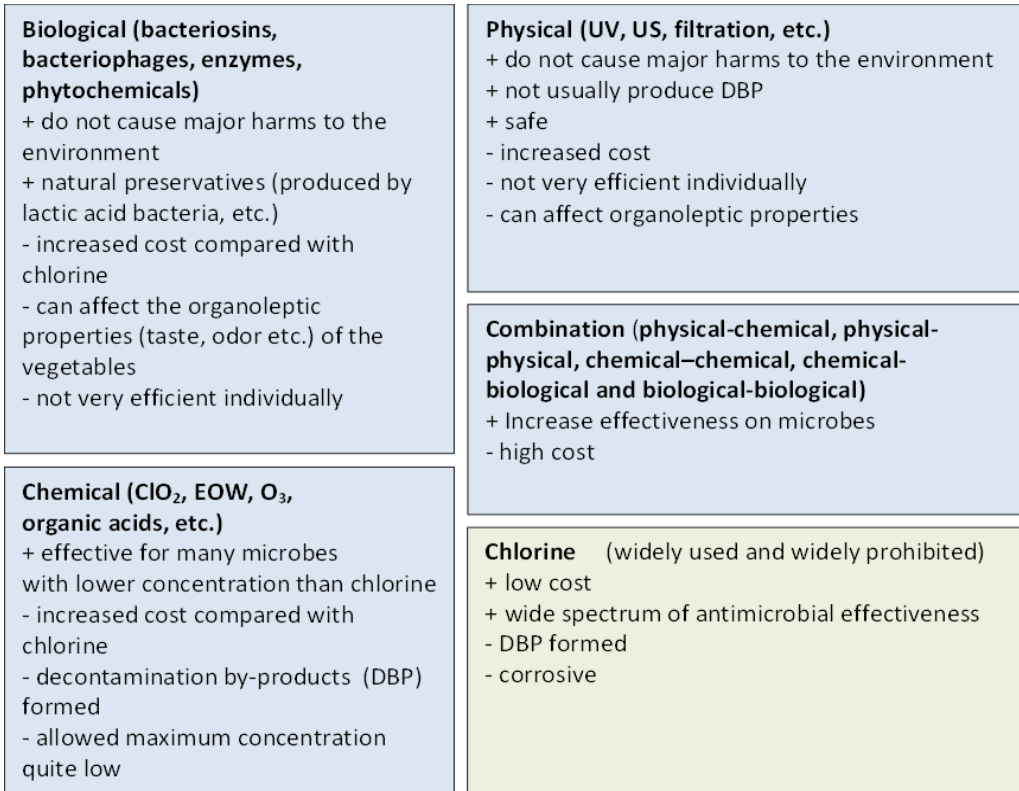 Biological (bacteriosins,
bacteriophages, enzymes,
phytochemicals)
+ do not cause major harms to the
environment
+ natural preservatives (produced by
lactic acid bacteria, etc.)
- increased cost compared with
chlorine
- can affect the organoleptic
properties (taste, odor etc.) of the
vegetables
- not very efficient individually
Chemical (ClO₂, EOW, O₃,
organic acids, etc.)
+ effective for many microbes
with lower concentration than chlorine
- increased cost compared with
chlorine
- decontamination by-products (DBP)
formed
- allowed maximum concentration
quite low
Physical (UV, US, filtration, etc.)
+ do not cause major harms to the environment
+ not usually produce DBP
+ safe
- increased cost
- not very efficient individually
- can affect organoleptic properties
Combination (physical-chemical, physical-
physical, chemical–chemical, chemical-
biological and biological-biological)
+ Increase effectiveness on microbes
- high cost
Chlorine (widely used and widely prohibited)
+ low cost
+ wide spectrum of antimicrobial effectiveness
- DBP formed
- corrosive